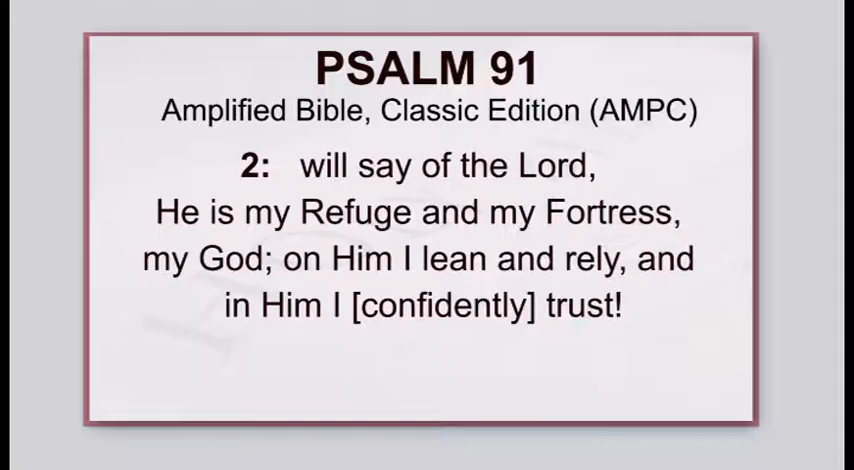 PSALM 91
Amplified Bible, Classic Edition (AMPC)
2: will say of the Lord,
He is my Refuge and my Fortress,
my God; on Him I lean and rely, and
in Him I [confidently] trust!